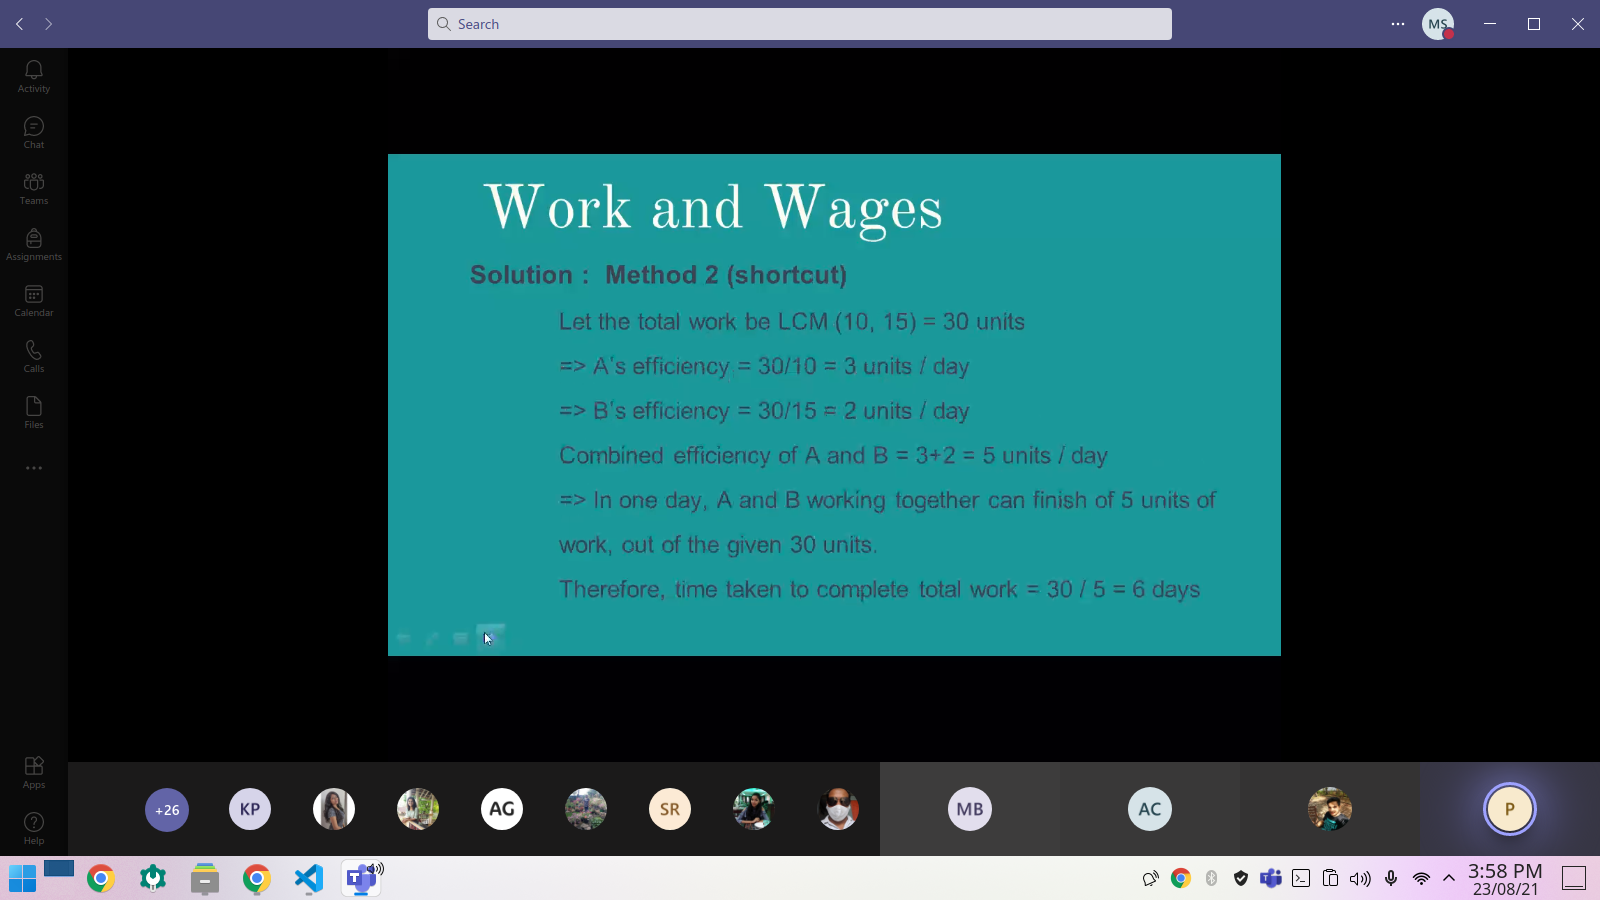 Search
MS
Activity
Chat
Teams
Assignments
Calendar
Calls
Files
Apps
Help
Work and Wages
Solution : Method 2 (shortcut)
Let the total work be LCM (10, 15) = 30 units
=> A's efficiency = 30/10 = 3 units / day
=> B's efficiency = 30/15 = 2 units / day
Combined efficiency of A and B = 3+2 = 5 units / day
=> In one day, A and B working together can finish of 5 units of
work, out of the given 30 units.
Therefore, time taken to complete total work = 30 / 5 = 6 days
+26
KP
AG
SR
MB
AC
P
3:58 PM
23/08/21